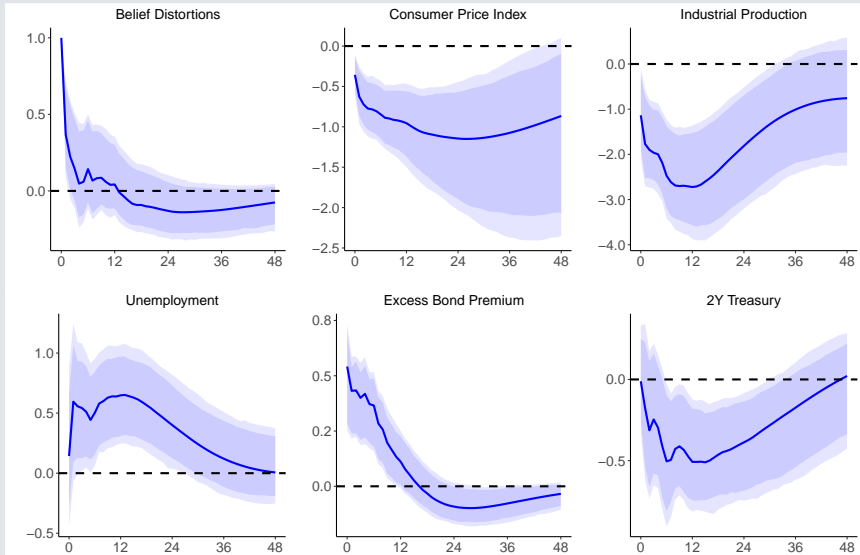 Belief Distortions
1.0
0.5
0.0
0 12 24 36 48
Consumer Price Index
0.0
−0.5
−1.0
−1.5
−2.0
−2.5
0 12 24 36 48
Industrial Production
0.0
−1.0
−2.0
−3.0
−4.0
0 12 24 36 48
Unemployment
1.0
0.5
0.0
−0.5
0 12 24 36 48
Excess Bond Premium
0.8
0.5
0.2
0.0
0 12 24 36 48
2Y Treasury
0.0
−0.5
0 12 24 36 48